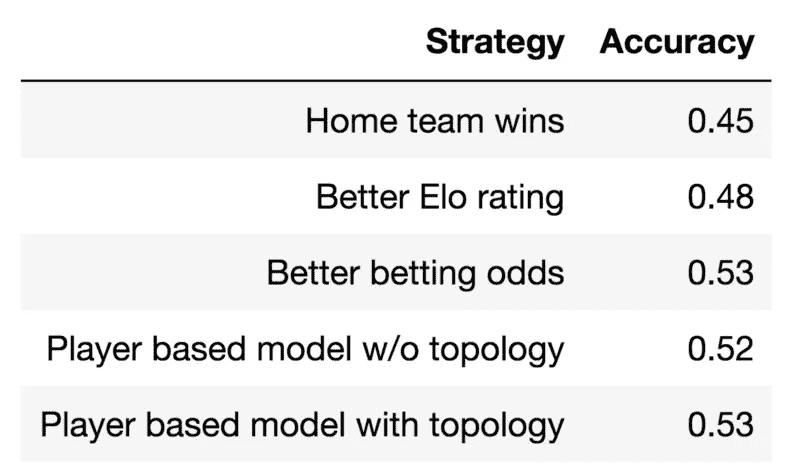 Strategy Accuracy
Home team wins 0.45
Better Elo rating 0.48
Better betting odds 0.53
Player based model w/o topology 0.52
Player based model with topology 0.53